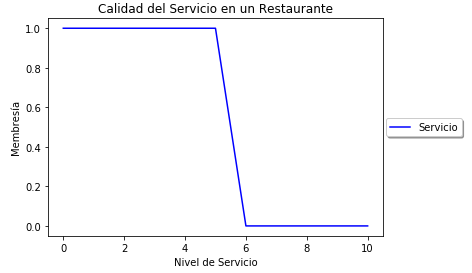 Calidad del Servicio en un Restaurante
1.0
0.8
0.6
0.4
0.2
0.0
Membresía
Servicio
0 2 4 6 8 10
Nivel de Servicio